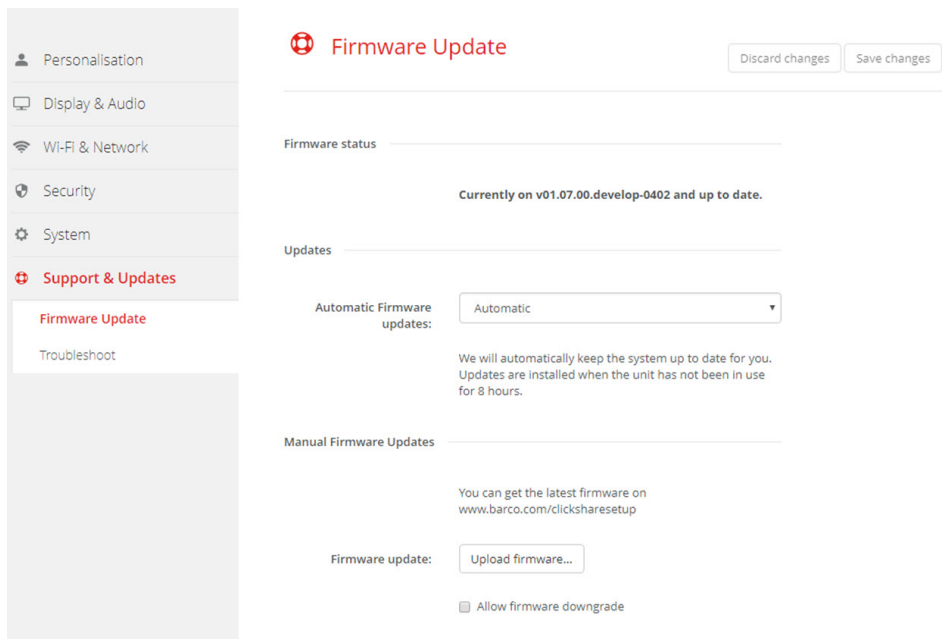 Personalisation
Display & Audio
Wi-Fi & Network
Security
System
Support & Updates
Firmware Update
Troubleshoot
Firmware Update
Discard changes
Save changes
Firmware status
Currently on v01.07.00.develop-0402 and up to date.
Updates
Automatic Firmware
updates:
Automatic
We will automatically keep the system up to date for you.
Updates are installed when the unit has not been in use
for 8 hours.
Manual Firmware Updates
You can get the latest firmware on
www.barco.com/clicksharesetup
Firmware update:
Upload firmware...
Allow firmware downgrade